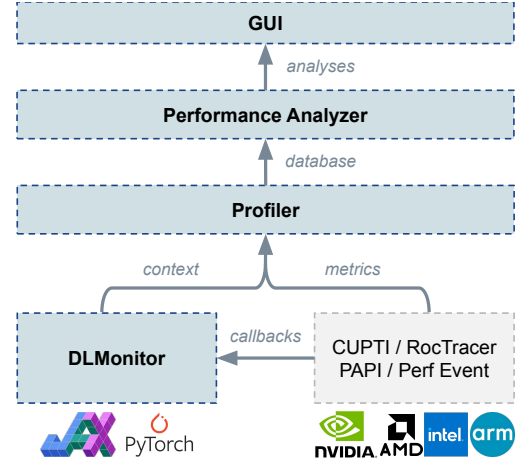 GUI
analyses
Performance Analyzer
database
Profiler
context
metrics
DLMonitor
callbacks
CUPTI / RocTracer
PAPI / Perf Event
JAX
PyTorch
NVIDIA.
AMD
intel.
arm